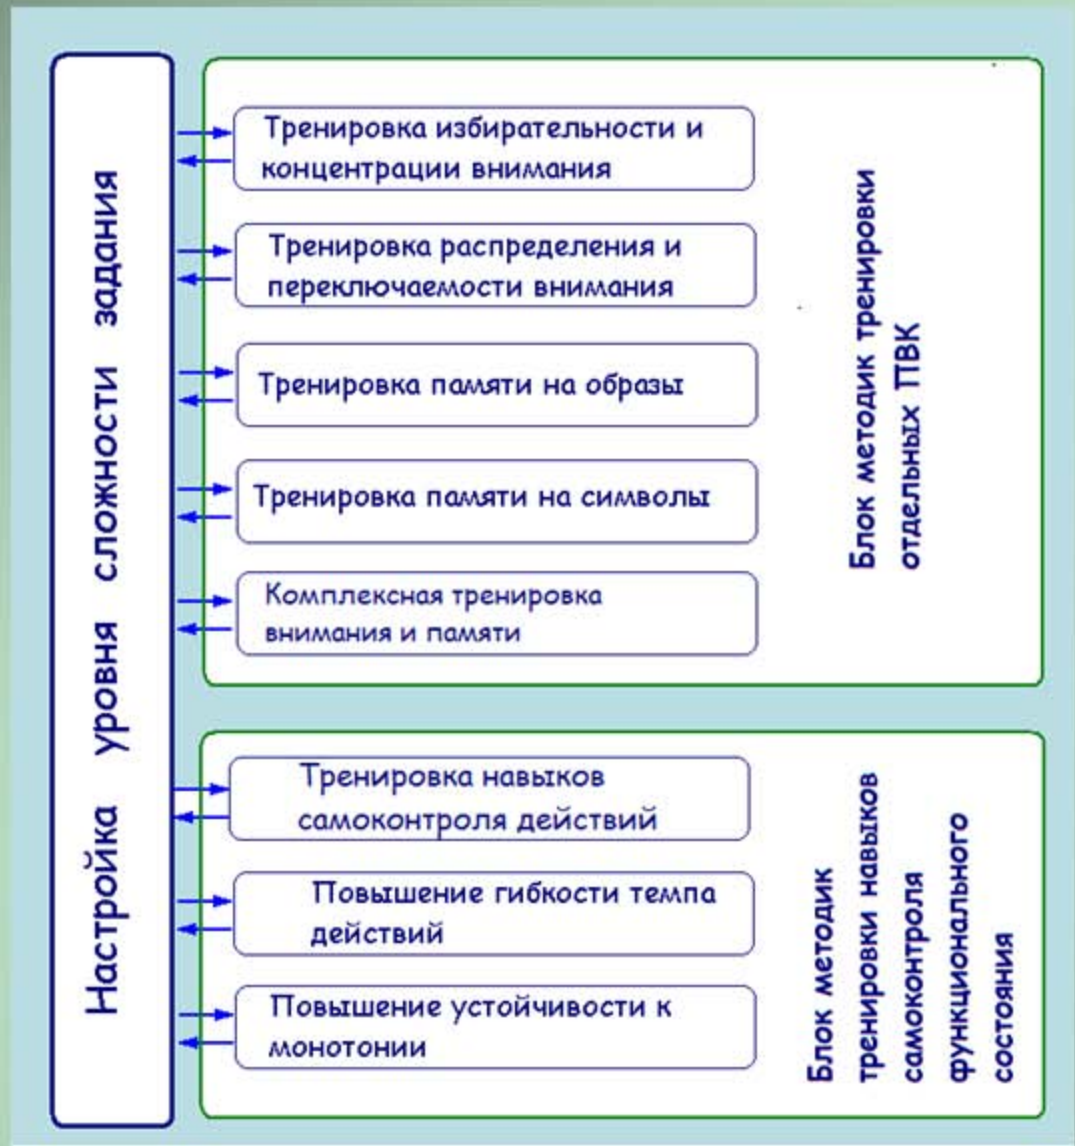 Настройка уровня сложности задания
Тренировка избирательности и
концентрации внимания
Тренировка распределения и
переключаемости внимания
Тренировка памяти на образы
Тренировка памяти на символы
Комплексная тренировка
внимания и памяти
Блок методик тренировки
отдельных ПВК
Тренировка навыков
самоконтроля действий
Повышение гибкости темпа
действий
Повышение устойчивости к
монотонии
Блок методик
тренировки навыков
самоконтроля
функционального
состояния